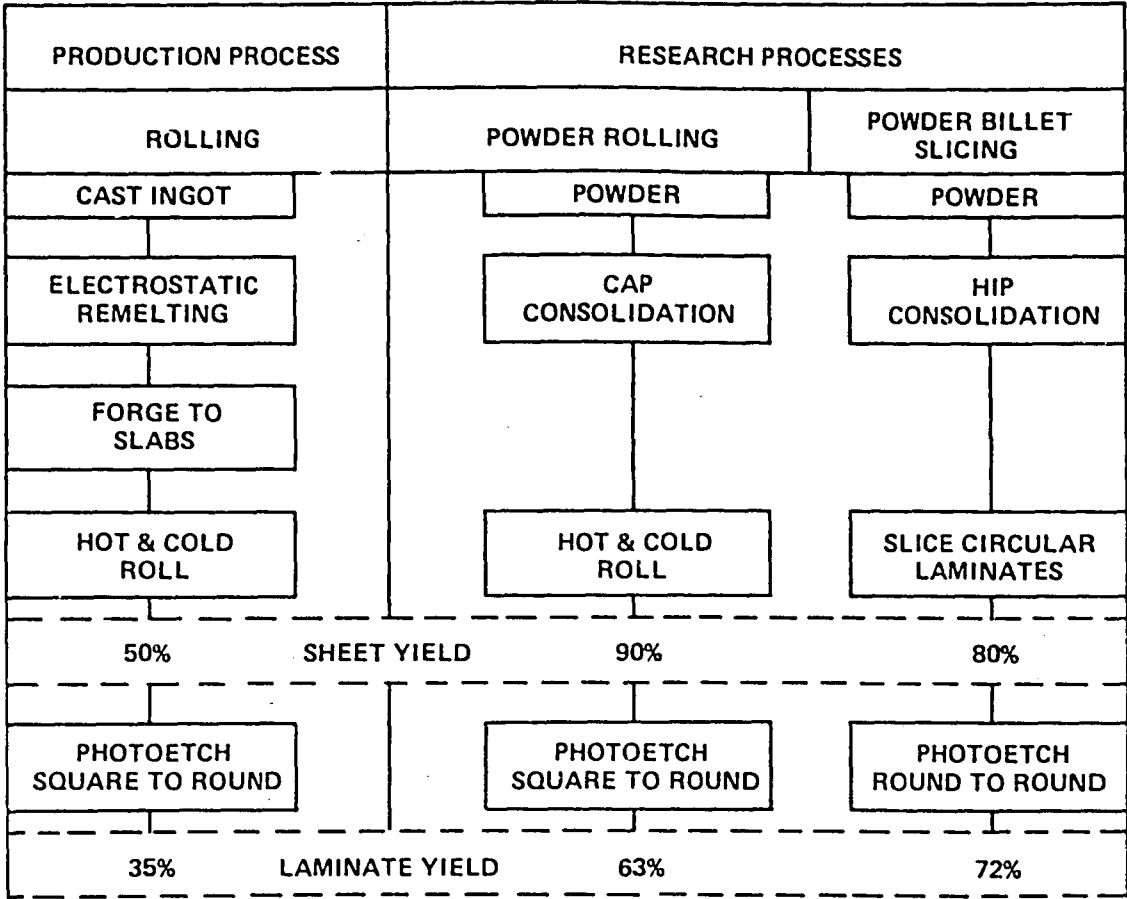 PRODUCTION PROCESS
RESEARCH PROCESSES
ROLLING
POWDER ROLLING
POWDER BILLET
SLICING
CAST INGOT
POWDER
POWDER
ELECTROSTATIC
REMELTING
CAP
CONSOLIDATION
HIP
CONSOLIDATION
FORGE TO
SLABS
HOT & COLD
ROLL
HOT & COLD
ROLL
SLICE CIRCULAR
LAMINATES
50% SHEET YIELD 90% 80%
PHOTOETCH
SQUARE TO ROUND
PHOTOETCH
SQUARE TO ROUND
PHOTOETCH
ROUND TO ROUND
35% LAMINATE YIELD 63% 72%